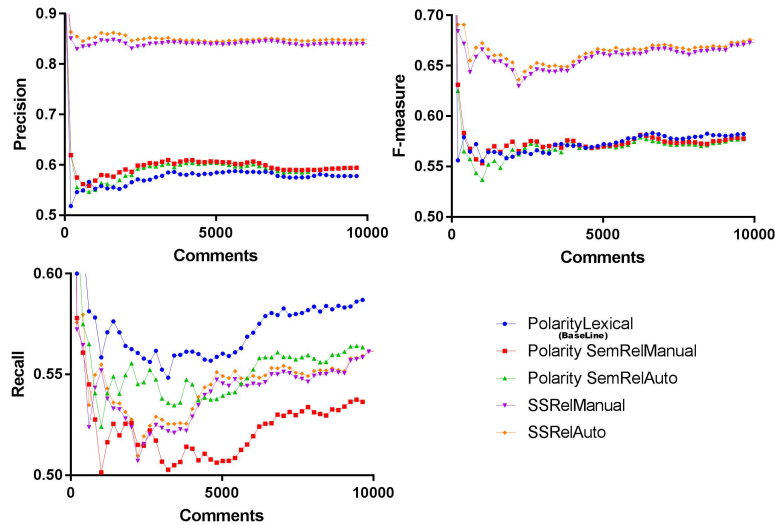 Precision
0.9
0.8
0.7
0.6
0.5
0
5000
10000
Comments
F-measure
0.70
0.65
0.60
0.55
0.50
0
5000
10000
Comments
Recall
0.60
0.55
0.50
0
5000
10000
Comments
PolarityLexical
(BaseLine)
Polarity SemRelManual
Polarity SemRelAuto
SSRelManual
SSRelAuto